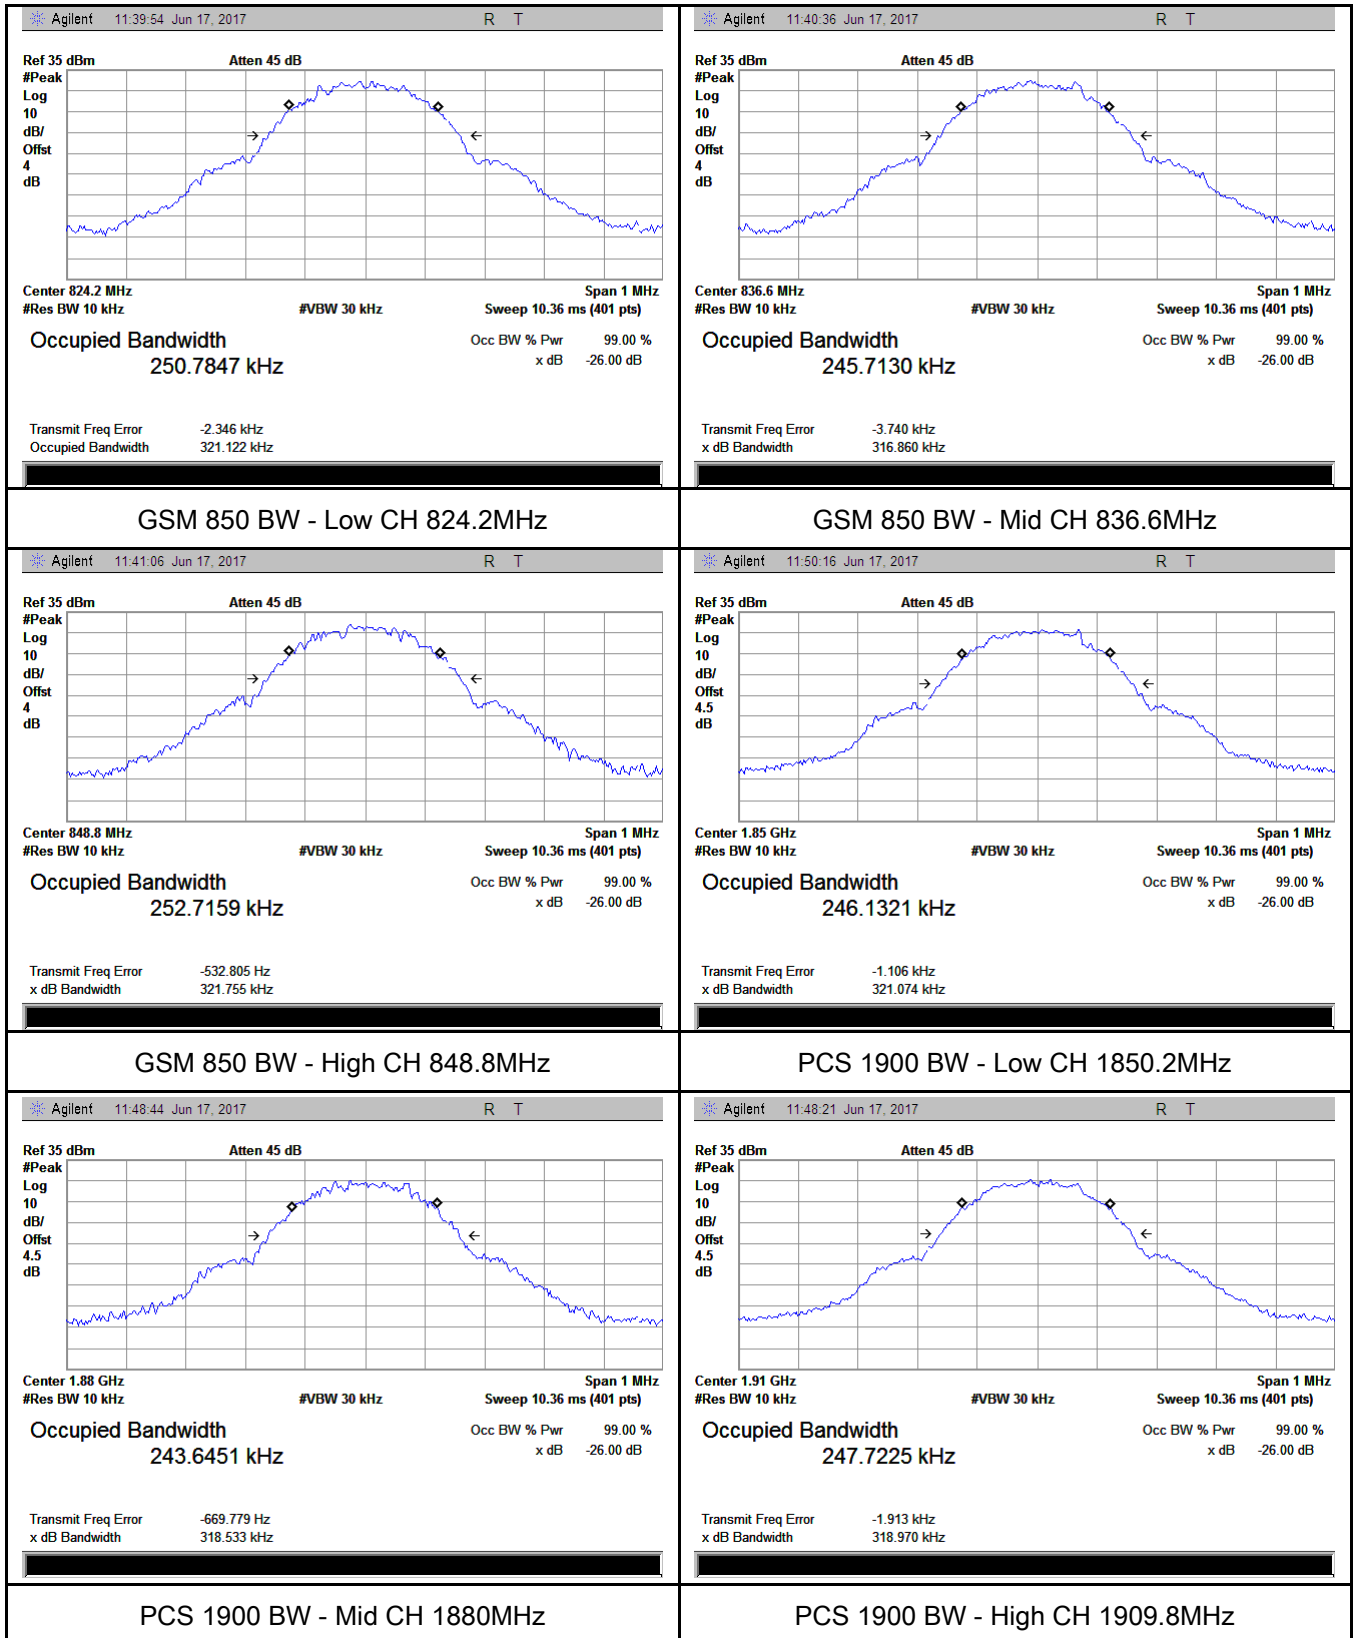 Agilent 11:39:54 Jun 17, 2017 R T
Ref 35 dBm Atten 45 dB
#Peak
Log
10
dB/
Offst
4
dB
Center 824.2 MHz Span 1 MHz
#Res BW 10 kHz #VBW 30 kHz Sweep 10.36 ms (401 pts)
Occupied Bandwidth Occ BW % Pwr 99.00 %
250.7847 kHz x dB -26.00 dB
Transmit Freq Error -2.346 kHz
Occupied Bandwidth 321.122 kHz
GSM 850 BW - Low CH 824.2MHz
Agilent 11:40:36 Jun 17, 2017 R T
Ref 35 dBm Atten 45 dB
#Peak
Log
10
dB/
Offst
4
dB
Center 836.6 MHz Span 1 MHz
#Res BW 10 kHz #VBW 30 kHz Sweep 10.36 ms (401 pts)
Occupied Bandwidth Occ BW % Pwr 99.00 %
245.7130 kHz x dB -26.00 dB
Transmit Freq Error -3.740 kHz
x dB Bandwidth 316.860 kHz
GSM 850 BW - Mid CH 836.6MHz
Agilent 11:41:06 Jun 17, 2017 R T
Ref 35 dBm Atten 45 dB
#Peak
Log
10
dB/
Offst
4
dB
Center 848.8 MHz Span 1 MHz
#Res BW 10 kHz #VBW 30 kHz Sweep 10.36 ms (401 pts)
Occupied Bandwidth Occ BW % Pwr 99.00 %
252.7159 kHz x dB -26.00 dB
Transmit Freq Error -532.805 Hz
x dB Bandwidth 321.755 kHz
GSM 850 BW - High CH 848.8MHz
Agilent 11:50:16 Jun 17, 2017 R T
Ref 35 dBm Atten 45 dB
#Peak
Log
10
dB/
Offst
4.5
dB
Center 1.85 GHz Span 1 MHz
#Res BW 10 kHz #VBW 30 kHz Sweep 10.36 ms (401 pts)
Occupied Bandwidth Occ BW % Pwr 99.00 %
246.1321 kHz x dB -26.00 dB
Transmit Freq Error -1.106 kHz
x dB Bandwidth 321.074 kHz
PCS 1900 BW - Low CH 1850.2MHz
Agilent 11:48:44 Jun 17, 2017 R T
Ref 35 dBm Atten 45 dB
#Peak
Log
10
dB/
Offst
4.5
dB
Center 1.88 GHz Span 1 MHz
#Res BW 10 kHz #VBW 30 kHz Sweep 10.36 ms (401 pts)
Occupied Bandwidth Occ BW % Pwr 99.00 %
243.6451 kHz x dB -26.00 dB
Transmit Freq Error -669.779 Hz
x dB Bandwidth 318.533 kHz
PCS 1900 BW - Mid CH 1880MHz
Agilent 11:48:21 Jun 17, 2017 R T
Ref 35 dBm Atten 45 dB
#Peak
Log
10
dB/
Offst
4.5
dB
Center 1.91 GHz Span 1 MHz
#Res BW 10 kHz #VBW 30 kHz Sweep 10.36 ms (401 pts)
Occupied Bandwidth Occ BW % Pwr 99.00 %
247.7225 kHz x dB -26.00 dB
Transmit Freq Error -1.913 kHz
x dB Bandwidth 318.970 kHz
PCS 1900 BW - High CH 1909.8MHz